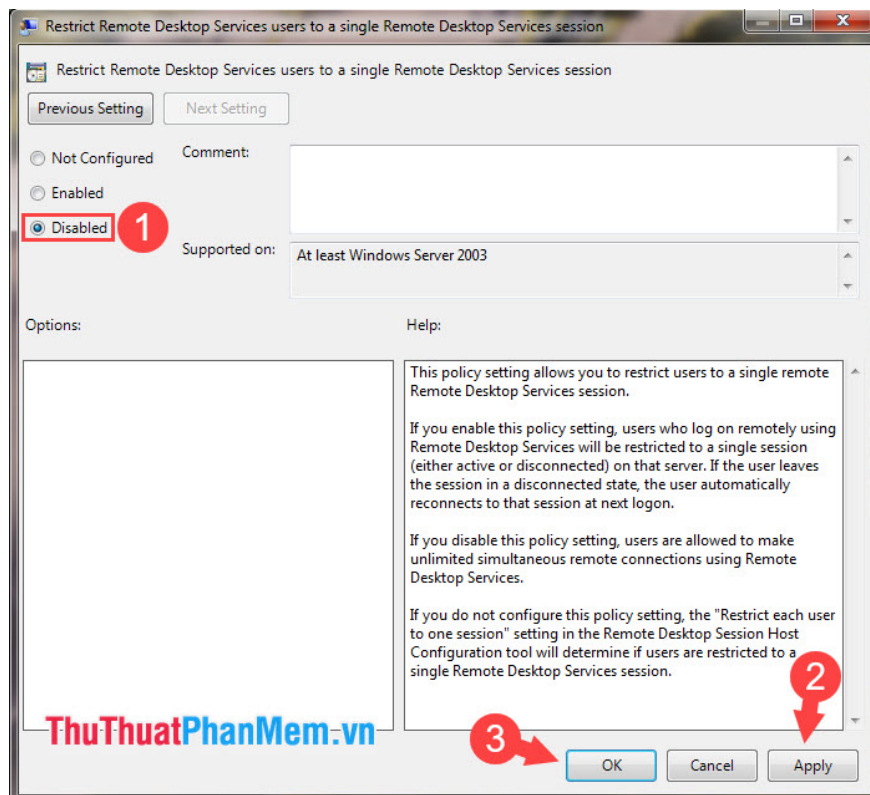 Restrict Remote Desktop Services users to a single Remote Desktop Services session
Restrict Remote Desktop Services users to a single Remote Desktop Services session
Previous Setting
Next Setting
Not Configured
Comment:
Enabled
Disabled
1
Supported on:
At least Windows Server 2003
Options:
Help:
This policy setting allows you to restrict users to a single remote
Remote Desktop Services session.
If you enable this policy setting, users who log on remotely using
Remote Desktop Services will be restricted to a single session
(either active or disconnected) on that server. If the user leaves
the session in a disconnected state, the user automatically
reconnects to that session at next logon.
If you disable this policy setting, users are allowed to make
unlimited simultaneous remote connections using Remote
Desktop Services.
If you do not configure this policy setting, the "Restrict each user
to one session" setting in the Remote Desktop Session Host
Configuration tool will determine if users are restricted to a
single Remote Desktop Services session.
2
ThuThuatPhanMem.vn
3
OK
Cancel
Apply